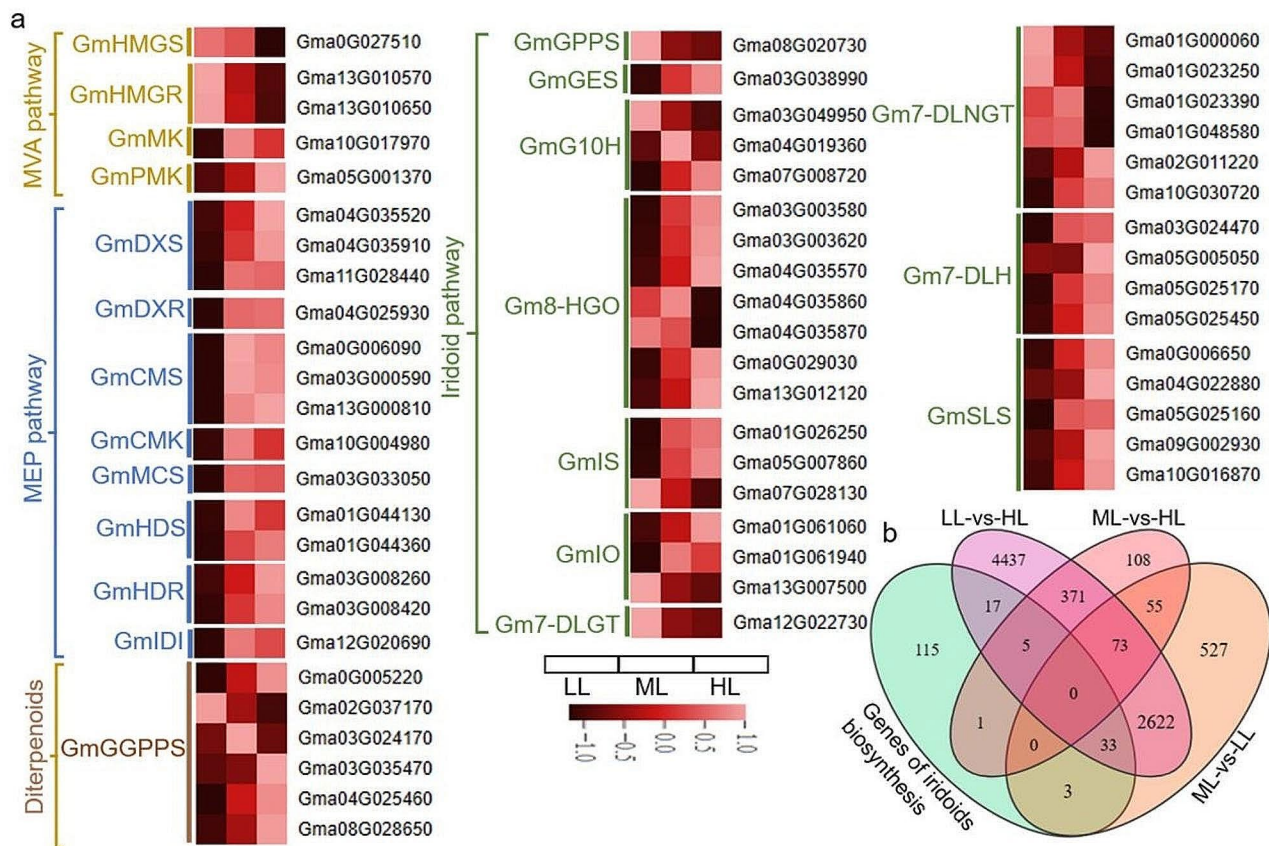 a
MVA pathway
GmHMGS
Gma0G027510
GmHMGR
Gma13G010570
Gma13G010650
GmMK
Gma10G017970
GmPMK
Gma05G001370
MEP pathway
GmDXS
Gma04G035520
Gma04G035910
Gma11G028440
GmDXR
Gma04G025930
GmCMS
Gma0G006090
Gma03G000590
Gma13G000810
GmCMK
Gma10G004980
GmMCS
Gma03G033050
GmHDS
Gma01G044130
Gma01G044360
GmHDR
Gma03G008260
Gma03G008420
GmIDI
Gma12G020690
Diterpenoids
GmGGPPS
Gma0G005220
Gma02G037170
Gma03G024170
Gma03G035470
Gma04G025460
Gma08G028650
Iridoid pathway
GmGPPS
Gma08G020730
GmGES
Gma03G038990
GmG10H
Gma03G049950
Gma04G019360
Gma07G008720
Gm8-HGO
Gma03G003580
Gma03G003620
Gma04G035570
Gma04G035860
Gma04G035870
Gma0G029030
Gma13G012120
GmIS
Gma01G026250
Gma05G007860
Gma07G028130
GmIO
Gma01G061060
Gma01G061940
Gma13G007500
Gm7-DLGT
Gma12G022730
LL ML HL
-1.0 -0.5 0.0 0.5 1.0
Gm7-DLNGT
Gma01G000060
Gma01G023250
Gma01G023390
Gma01G048580
Gma02G011220
Gma10G030720
Gm7-DLH
Gma03G024470
Gma05G005050
Gma05G025170
Gma05G025450
GmSLS
Gma0G006650
Gma04G022880
Gma05G025160
Gma09G002930
Gma10G016870
b
LL-vs-HL
ML-vs-HL
4437
108
17
371
55
115
5
73
527
0
1
0
33
2622
3
Genes of iridoids
biosynthesis
ML-vs-LL